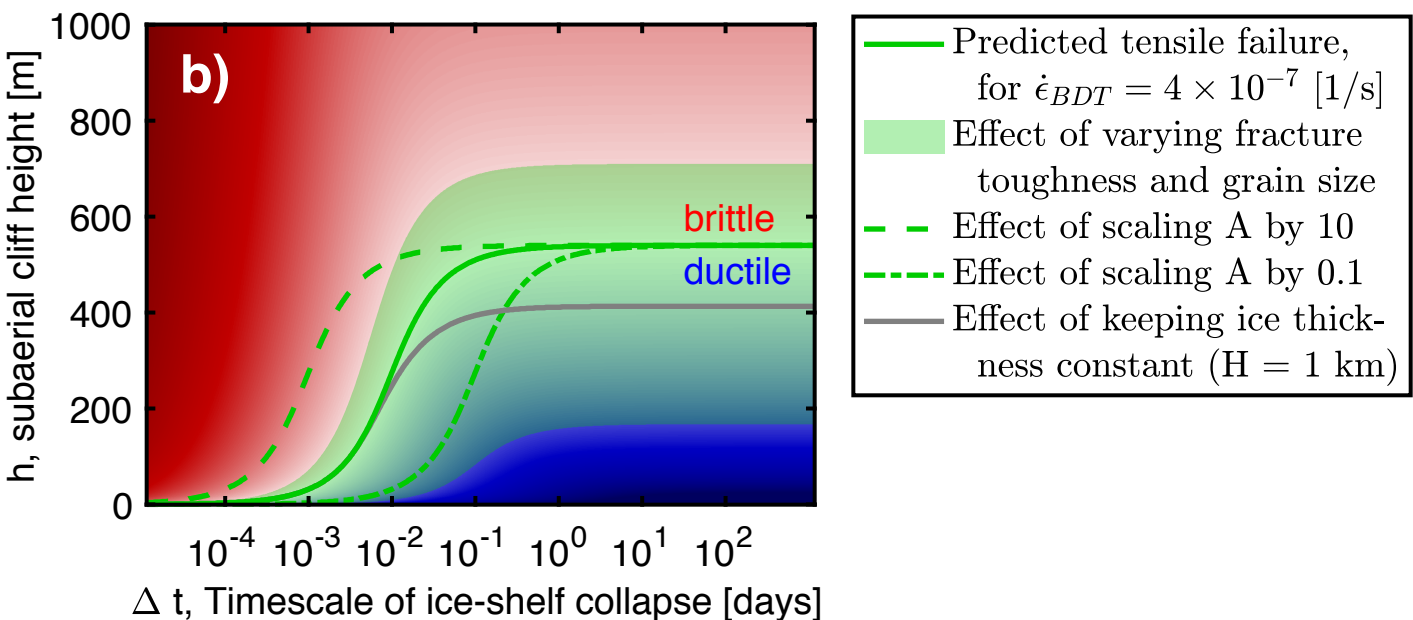 b)
1000
800
600
400
200
0
h, subaerial cliff height [m]
brittle
ductile
10^-4 10^-3 10^-2 10^-1 10^0 10^1 10^2
Δ t, Timescale of ice-shelf collapse [days]
Predicted tensile failure,
for ε̇_BDT = 4 × 10^−7 [1/s]
Effect of varying fracture
toughness and grain size
Effect of scaling A by 10
Effect of scaling A by 0.1
Effect of keeping ice thick-
ness constant (H = 1 km)